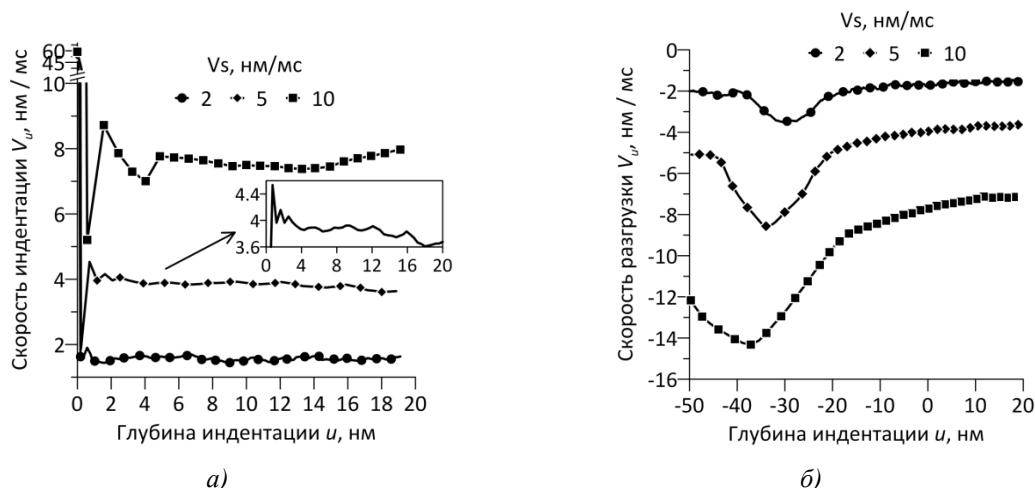 Vs, нм/мс
2 5 10
Скорость индентации Vu, нм / мс
60
45
10
8
6
4
2
4.4
4
3.6
0 4 8 12 16 20
0 2 4 6 8 10 12 14 16 18 20
Глубина индентации u, нм
а)
Vs, нм/мс
2 5 10
Скорость разгрузки Vu, нм / мс
0
-2
-4
-6
-8
-10
-12
-14
-16
-50 -40 -30 -20 -10 0 10 20
Глубина индентации u, нм
б)